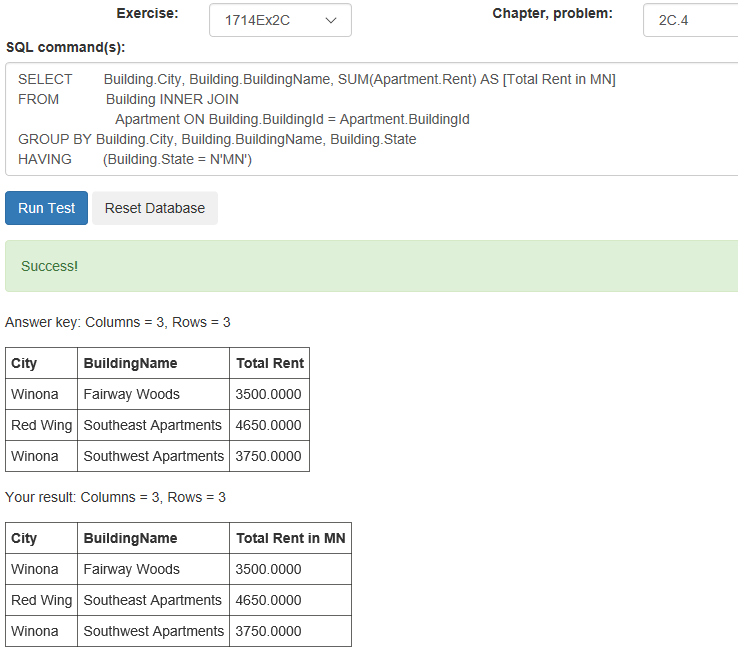 Exercise: 1714Ex2C Chapter, problem: 2C.4
SQL command(s):
SELECT Building.City, Building.BuildingName, SUM(Apartment.Rent) AS [Total Rent in MN]
FROM Building INNER JOIN
Apartment ON Building.BuildingId = Apartment.BuildingId
GROUP BY Building.City, Building.BuildingName, Building.State
HAVING (Building.State = N'MN')
Run Test Reset Database
Success!
Answer key: Columns = 3, Rows = 3
City BuildingName Total Rent
Winona Fairway Woods 3500.0000
Red Wing Southeast Apartments 4650.0000
Winona Southwest Apartments 3750.0000
Your result: Columns = 3, Rows = 3
City BuildingName Total Rent in MN
Winona Fairway Woods 3500.0000
Red Wing Southeast Apartments 4650.0000
Winona Southwest Apartments 3750.0000